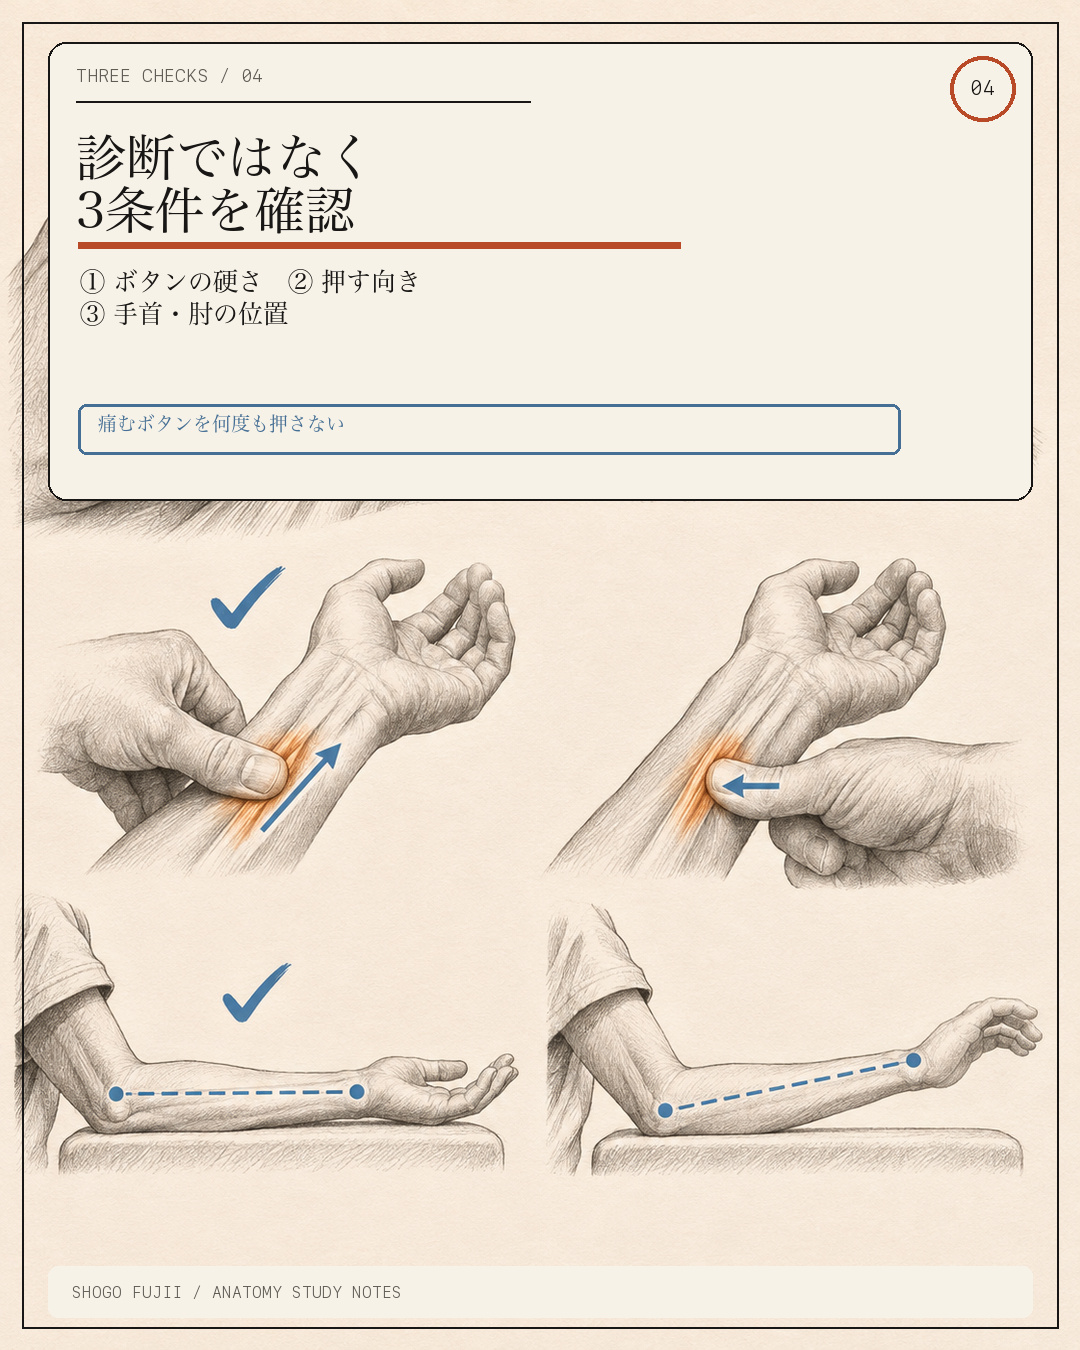 THREE CHECKS / 04
04
診断ではなく
3条件を確認
① ボタンの硬さ　② 押す向き
③ 手首・肘の位置
痛むボタンを何度も押さない
SHOGO FUJII / ANATOMY STUDY NOTES